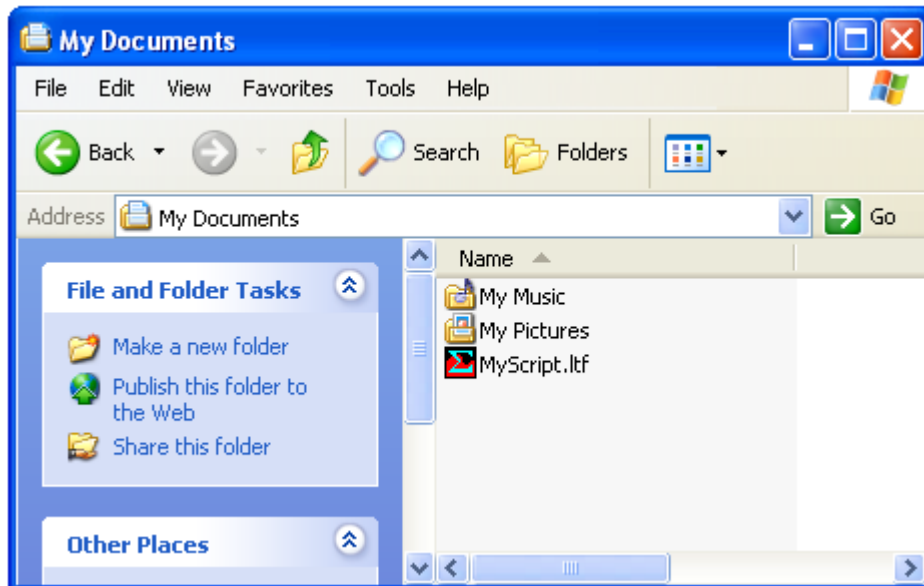 My Documents
File Edit View Favorites Tools Help
Back Search Folders
Address My Documents Go
Name
File and Folder Tasks
Make a new folder
Publish this folder to
the Web
Share this folder
Other Places
My Music
My Pictures
MyScript.ltf